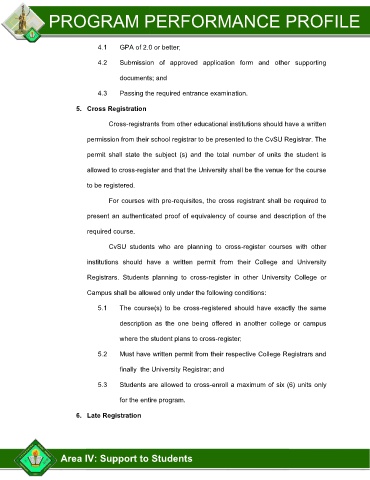 PROGRAM PERFORMANCE PROFILE
4.1 GPA of 2.0 or better;
4.2 Submission of approved application form and other supporting
documents; and
4.3 Passing the required entrance examination.
5. Cross Registration
Cross-registrants from other educational institutions should have a written
permission from their school registrar to be presented to the CvSU Registrar. The
permit shall state the subject (s) and the total number of units the student is
allowed to cross-register and that the University shall be the venue for the course
to be registered.
For courses with pre-requisites, the cross registrant shall be required to
present an authenticated proof of equivalency of course and description of the
required course.
CvSU students who are planning to cross-register courses with other
institutions should have a written permit from their College and University
Registrars. Students planning to cross-register in other University College or
Campus shall be allowed only under the following conditions:
5.1 The course(s) to be cross-registered should have exactly the same
description as the one being offered in another college or campus
where the student plans to cross-register;
5.2 Must have written permit from their respective College Registrars and
finally the University Registrar; and
5.3 Students are allowed to cross-enroll a maximum of six (6) units only
for the entire program.
6. Late Registration
Area IV: Support to Students